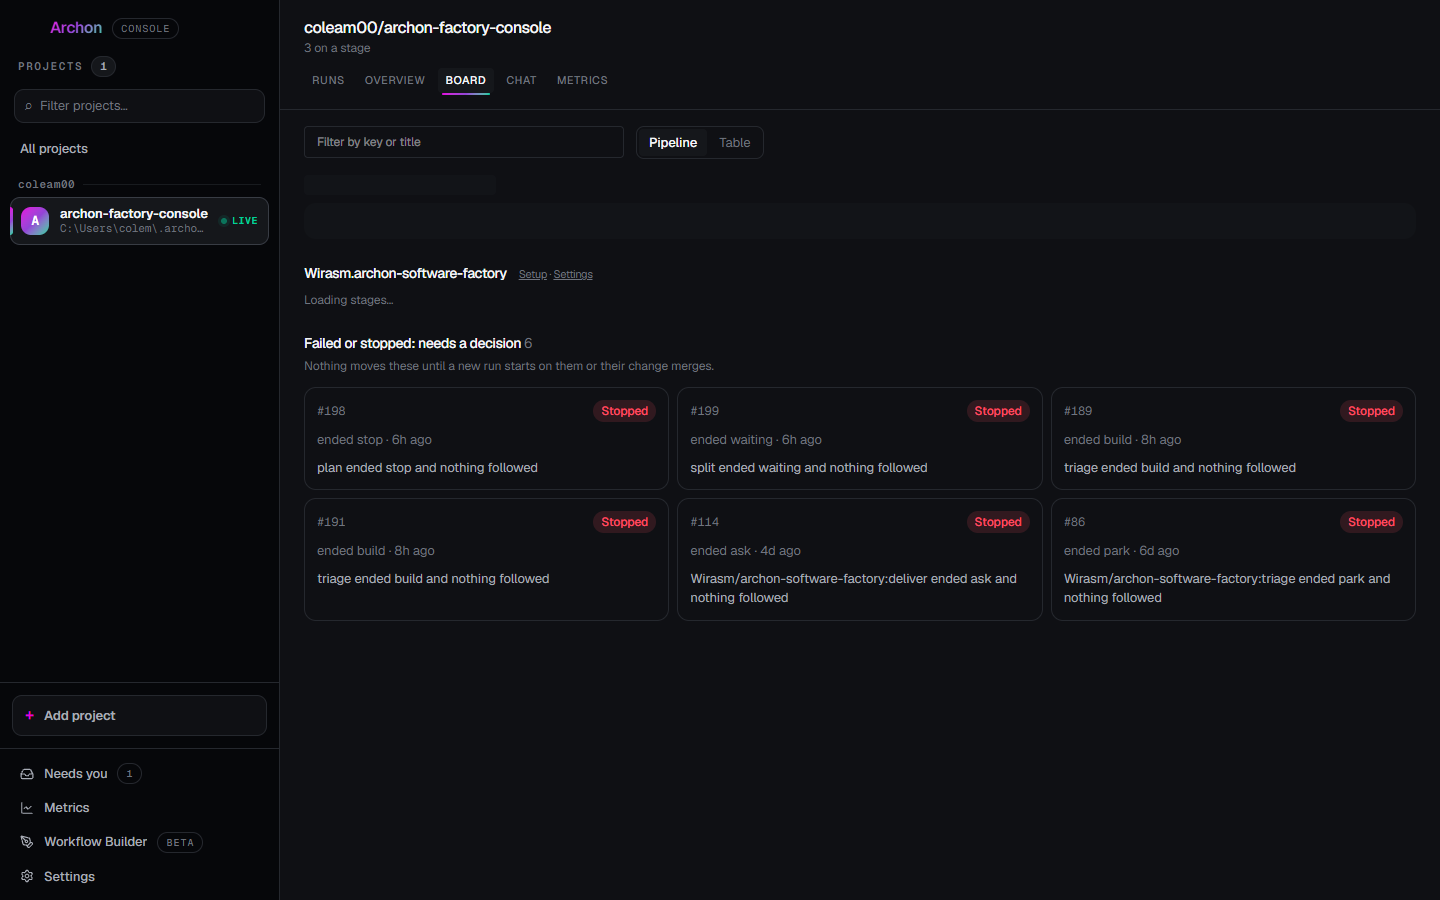 Archon CONSOLE
PROJECTS 1
Filter projects...
All projects
coleam00
A archon-factory-console LIVE
C:\Users\colem\.archo…
Add project
Needs you 1
Metrics
Workflow Builder BETA
Settings
coleam00/archon-factory-console
3 on a stage
RUNS OVERVIEW BOARD CHAT METRICS
Filter by key or title Pipeline Table
Wirasm.archon-software-factory Setup · Settings
Loading stages…
Failed or stopped: needs a decision 6
Nothing moves these until a new run starts on them or their change merges.
#198 Stopped
ended stop · 6h ago
plan ended stop and nothing followed
#199 Stopped
ended waiting · 6h ago
split ended waiting and nothing followed
#189 Stopped
ended build · 8h ago
triage ended build and nothing followed
#191 Stopped
ended build · 8h ago
triage ended build and nothing followed
#114 Stopped
ended ask · 4d ago
Wirasm/archon-software-factory:deliver ended ask and
nothing followed
#86 Stopped
ended park · 6d ago
Wirasm/archon-software-factory:triage ended park and
nothing followed